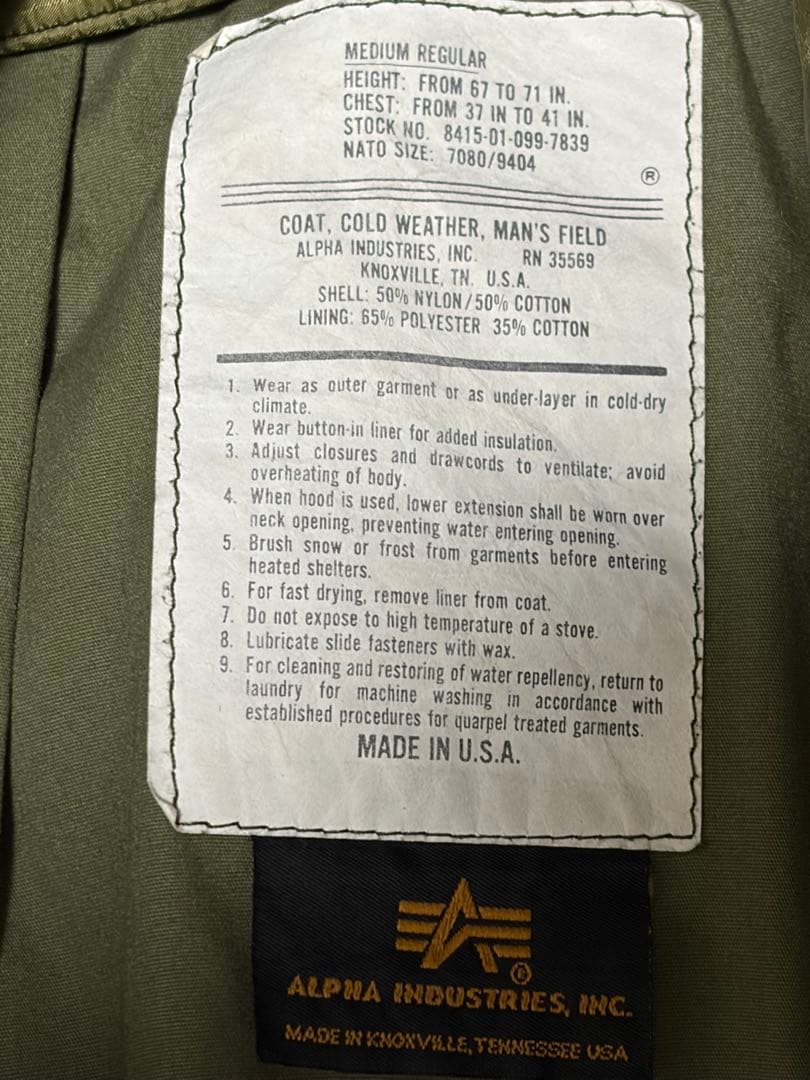 MEDIUM REGULAR
HEIGHT: FROM 67 TO 71 IN.
CHEST: FROM 37 IN TO 41 IN.
STOCK NO. 8415-01-099-7839
NATO SIZE: 7080/9404
®
COAT, COLD WEATHER, MAN'S FIELD
ALPHA INDUSTRIES, INC. RN 35569
KNOXVILLE, TN. U.S.A.
SHELL: 50% NYLON/50% COTTON
LINING: 65% POLYESTER 35% COTTON
1. Wear as outer garment or as under-layer in cold-dry
climate.
2. Wear button-in liner for added insulation.
3. Adjust closures and drawcords to ventilate; avoid
overheating of body.
4. When hood is used, lower extension shall be worn over
neck opening, preventing water entering opening.
5. Brush snow or frost from garments before entering
heated shelters.
6. For fast drying, remove liner from coat.
7. Do not expose to high temperature of a stove.
8. Lubricate slide fasteners with wax.
9. For cleaning and restoring of water repellency, return to
laundry for machine washing in accordance with
established procedures for quarpel treated garments.
MADE IN U.S.A.
®
ALPHA INDUSTRIES, INC.
MADE IN KNOXVILLE, TENNESSEE USA